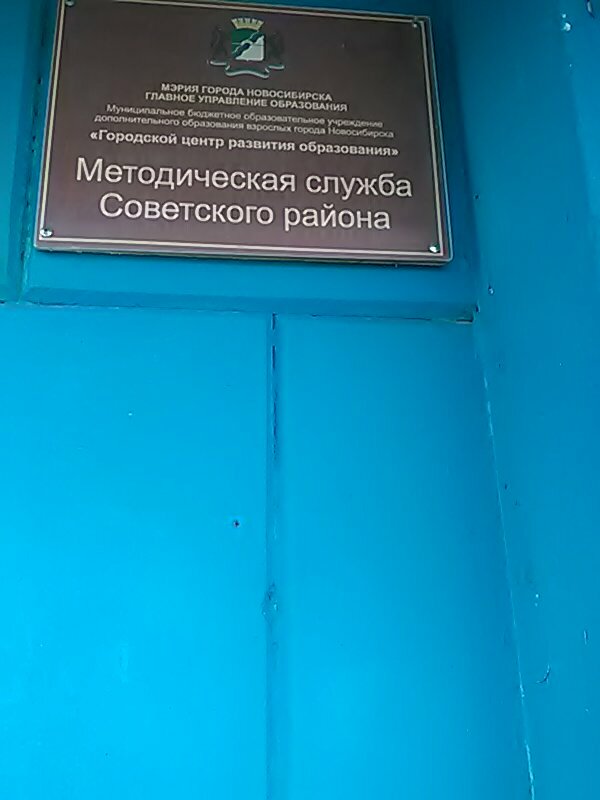 МЭРИЯ ГОРОДА НОВОСИБИРСКА
ГЛАВНОЕ УПРАВЛЕНИЕ ОБРАЗОВАНИЯ
Муниципальное бюджетное образовательное учреждение
дополнительного образования взрослых города Новосибирска
«Городской центр развития образования»
Методическая служба
Советского района